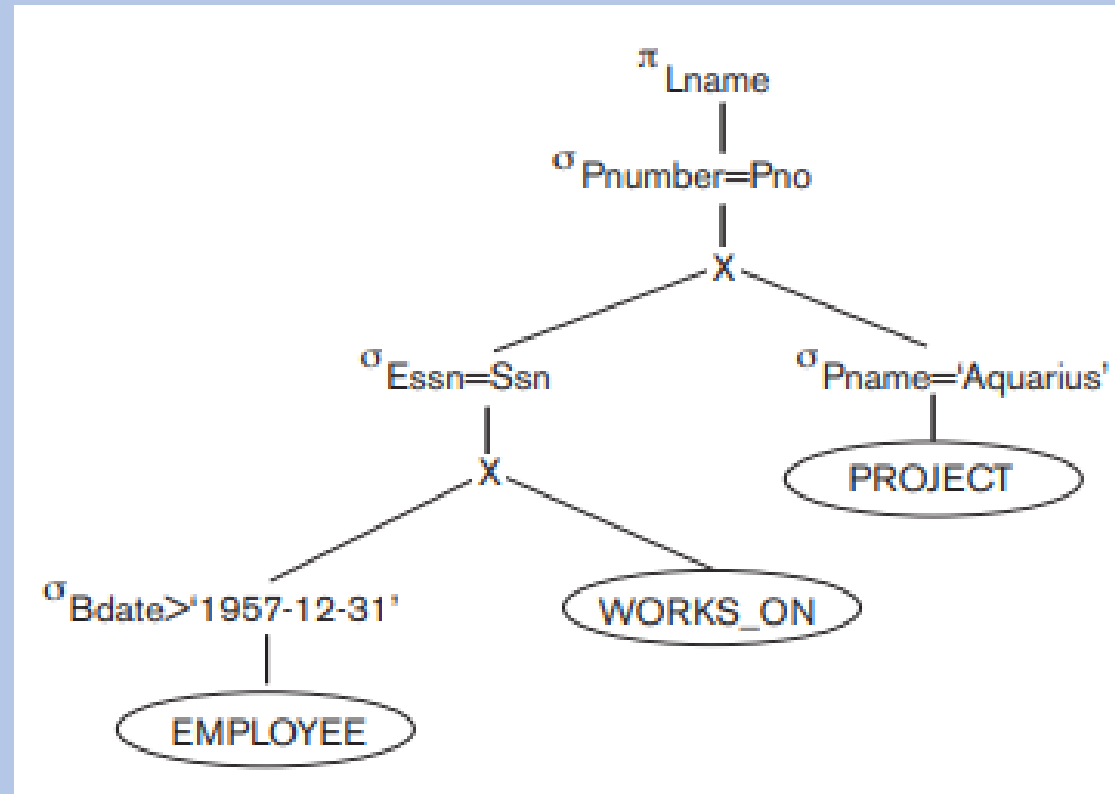 π Lname
σ Pnumber=Pno
X
σ Essn=Ssn
σ Pname=‘Aquarius’
X
PROJECT
σ Bdate>‘1957-12-31’
WORKS_ON
EMPLOYEE